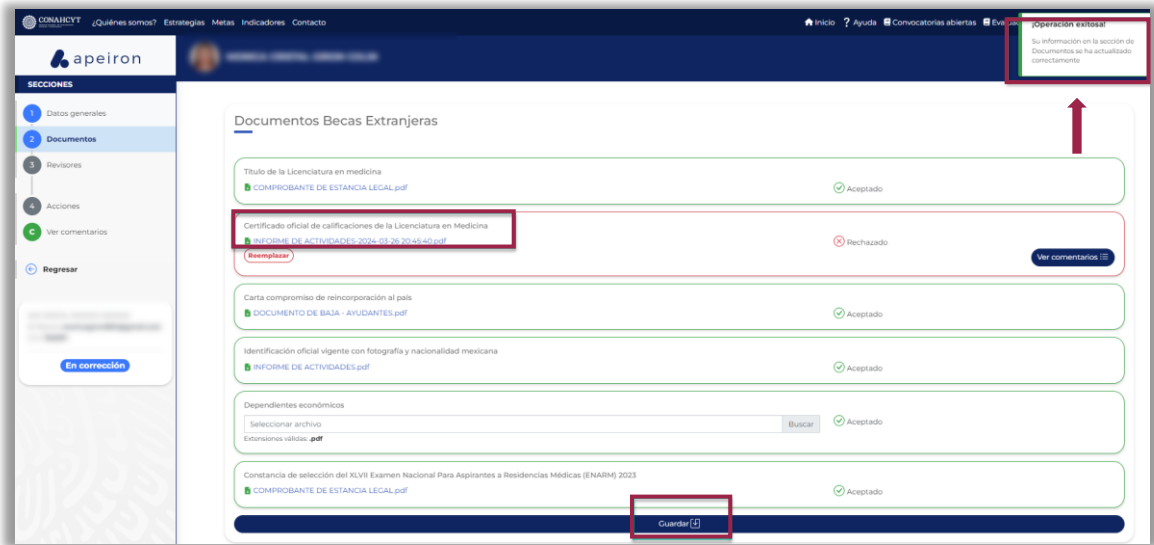 CONAHCYT ¿Quiénes somos? Estrategias Metas Indicadores Contacto
Inicio ? Ayuda Convocatorias abiertas
¡Operación exitosa!
Su información en la sección de
Documentos se ha actualizado
correctamente
apeiron
SECCIONES
1 Datos generales
2 Documentos
3 Revisores
4 Acciones
C Ver comentarios
Regresar
En corrección
Documentos Becas Extranjeras
Título de la Licenciatura en medicina
COMPROBANTE DE ESTANCIA LEGAL.pdf
Aceptado
Certificado oficial de calificaciones de la Licenciatura en Medicina
INFORME DE ACTIVIDADES-2024-03-26 20:45:40.pdf
Rechazado
Reemplazar
Ver comentarios
Carta compromiso de reincorporación al país
DOCUMENTO DE BAJA - AYUDANTES.pdf
Aceptado
Identificación oficial vigente con fotografía y nacionalidad mexicana
INFORME DE ACTIVIDADES.pdf
Aceptado
Dependientes económicos
Seleccionar archivo Buscar
Aceptado
Extensiones válidas: .pdf
Constancia de selección del XLVII Examen Nacional Para Aspirantes a Residencias Médicas (ENARM) 2023
COMPROBANTE DE ESTANCIA LEGAL.pdf
Aceptado
Guardar